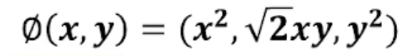 Ø(x, y) = (x², √2xy, y²)